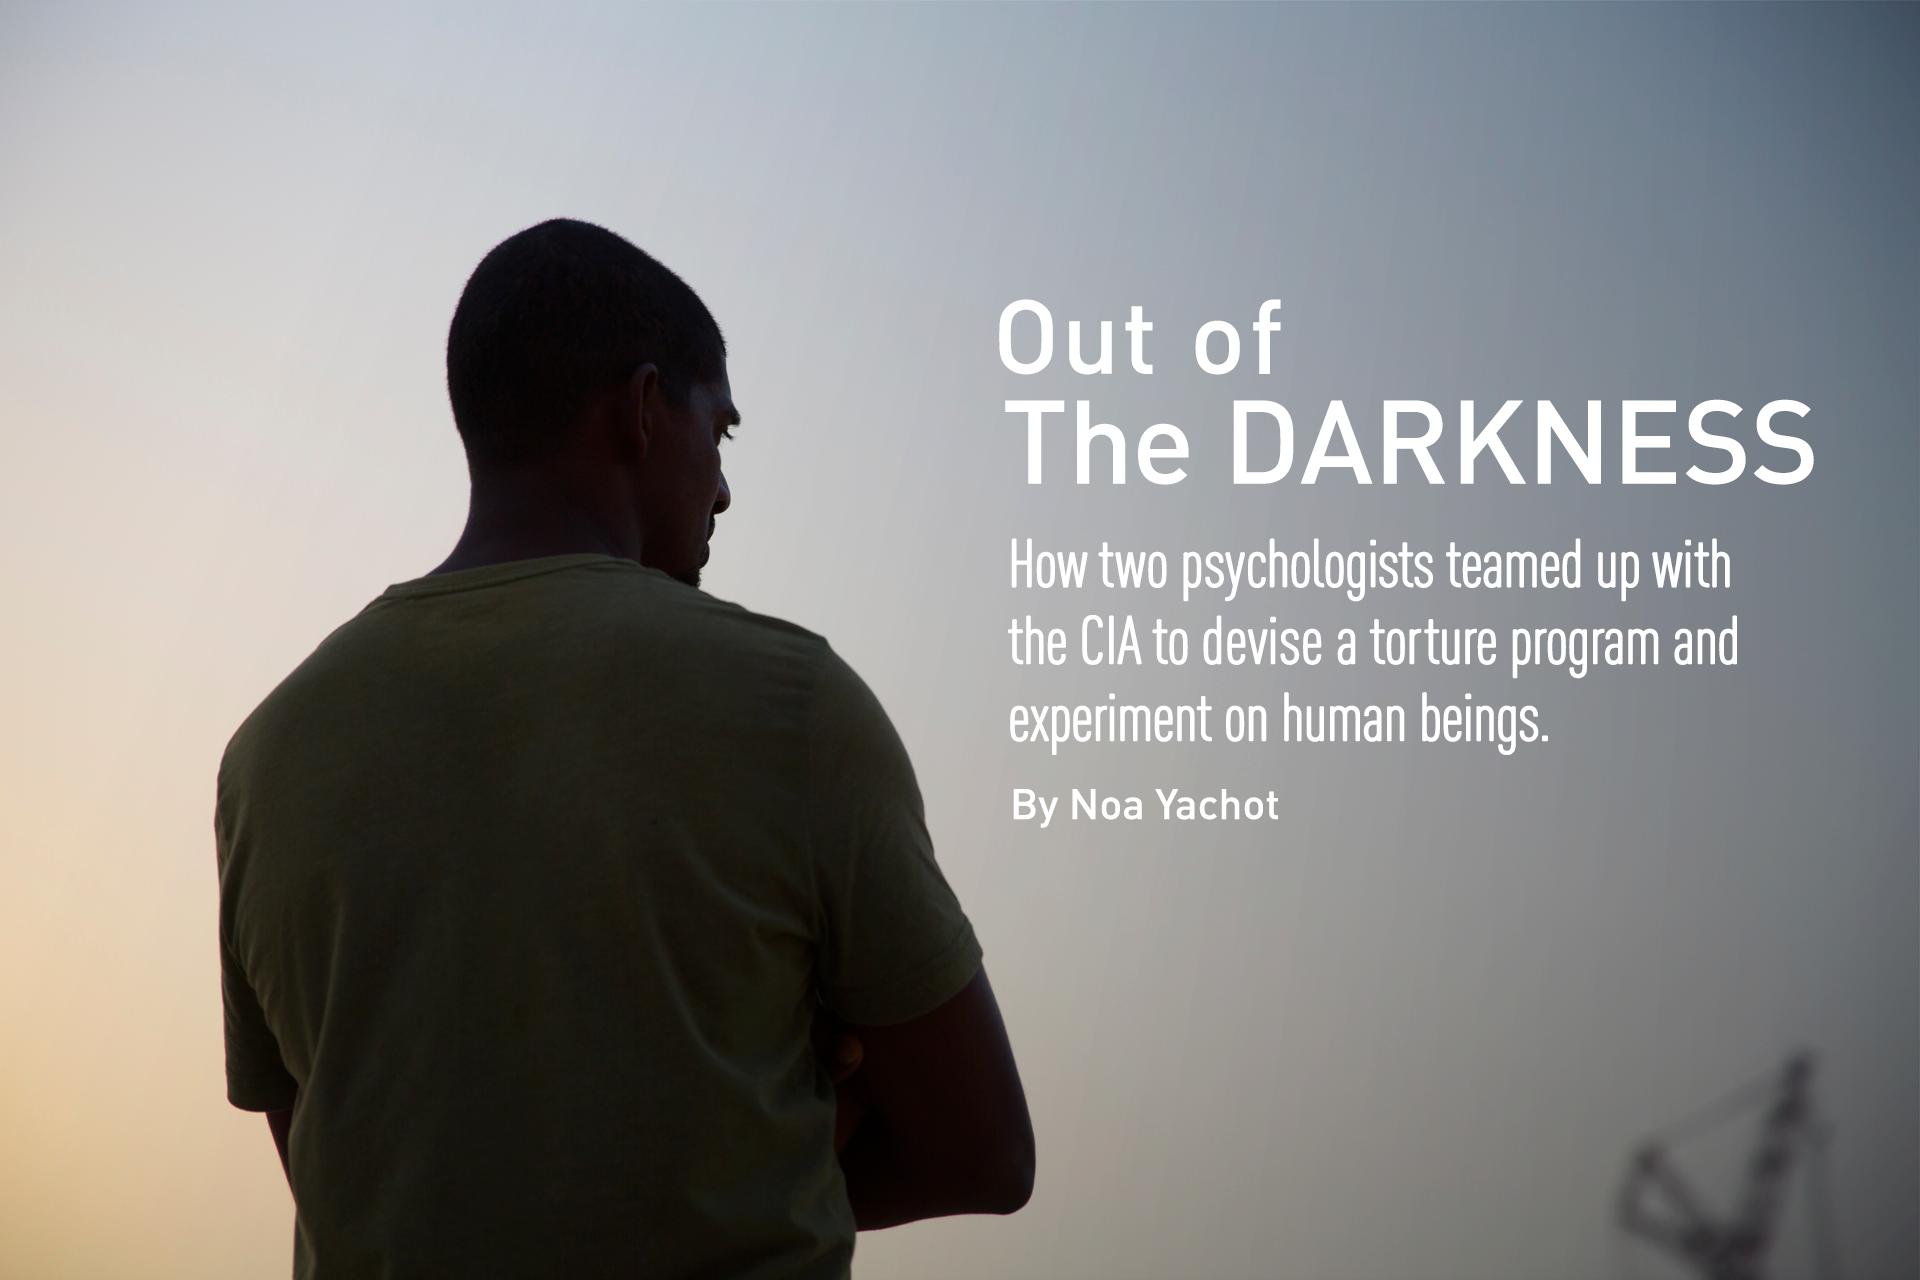 Out of
The DARKNESS
How two psychologists teamed up with
the CIA to devise a torture program and
experiment on human beings.
By Noa Yachot